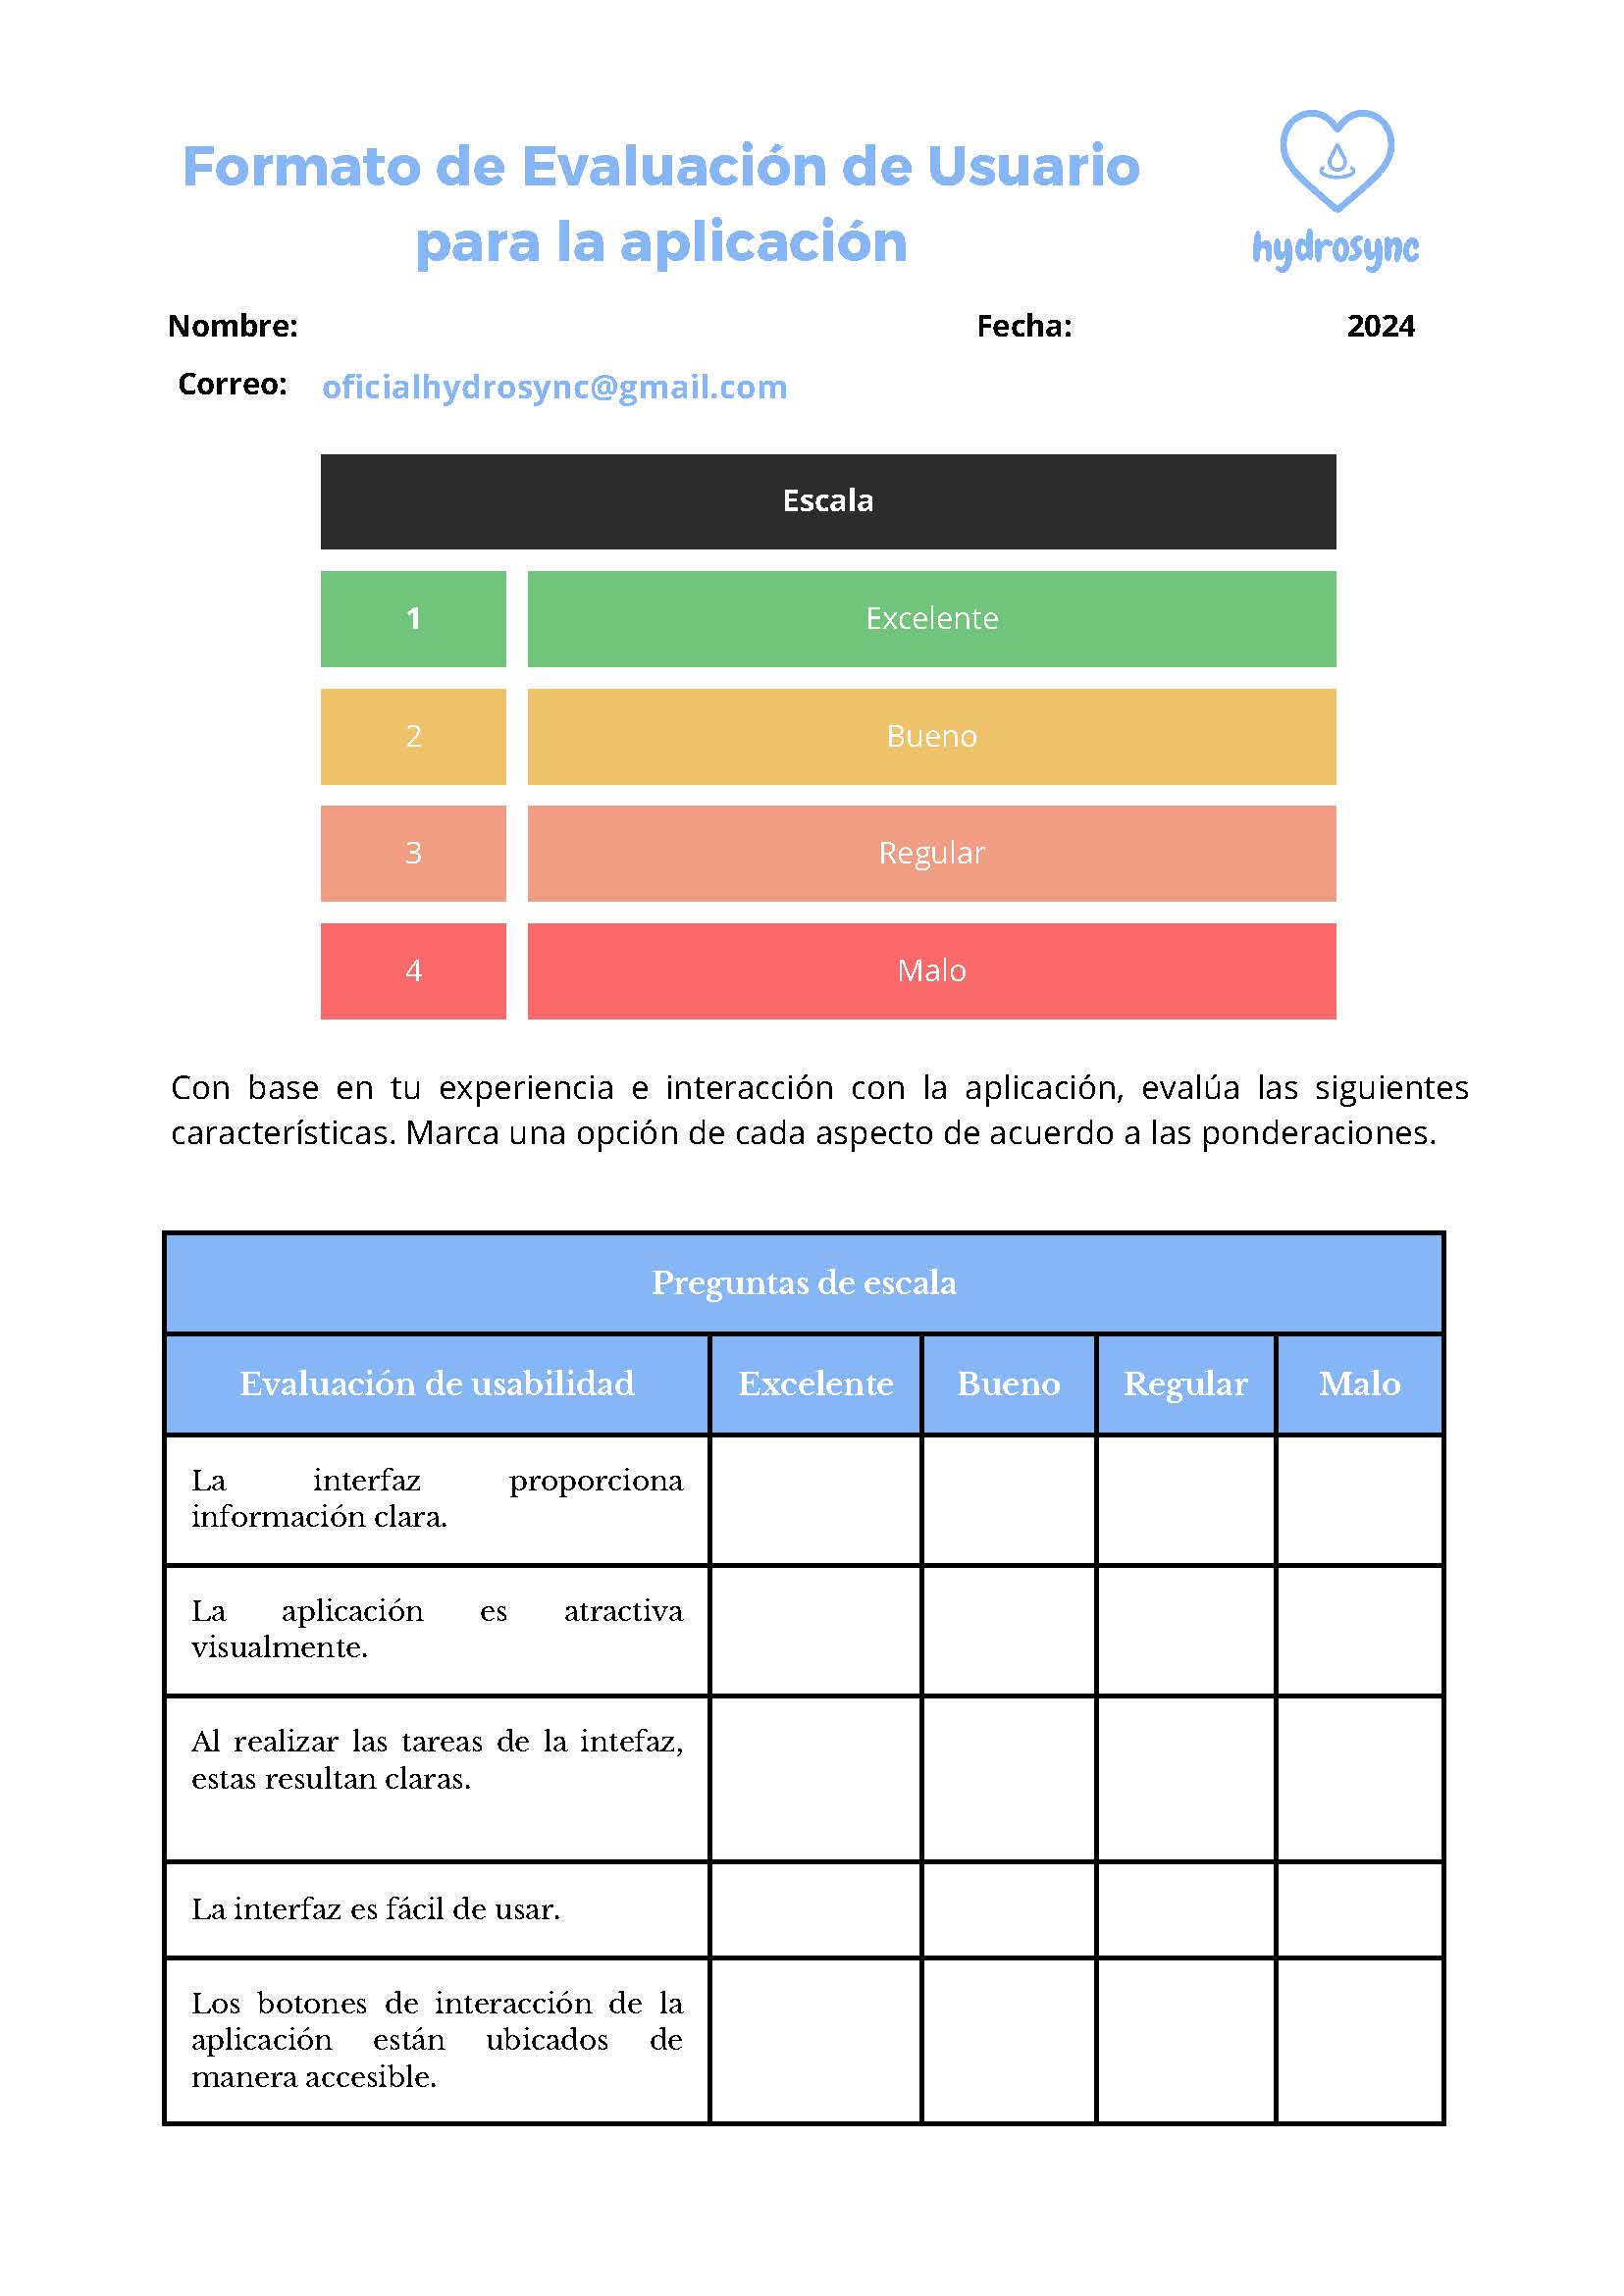 Formato de Evaluación de Usuario
para la aplicación
hydrosync
Nombre: Fecha: 2024
Correo: oficialhydrosync@gmail.com
Escala
1 Excelente
2 Bueno
3 Regular
4 Malo
Con base en tu experiencia e interacción con la aplicación, evalúa las siguientes
características. Marca una opción de cada aspecto de acuerdo a las ponderaciones.
Preguntas de escala
Evaluación de usabilidad Excelente Bueno Regular Malo
La interfaz proporciona
información clara.
La aplicación es atractiva
visualmente.
Al realizar las tareas de la intefaz,
estas resultan claras.
La interfaz es fácil de usar.
Los botones de interacción de la
aplicación están ubicados de
manera accesible.